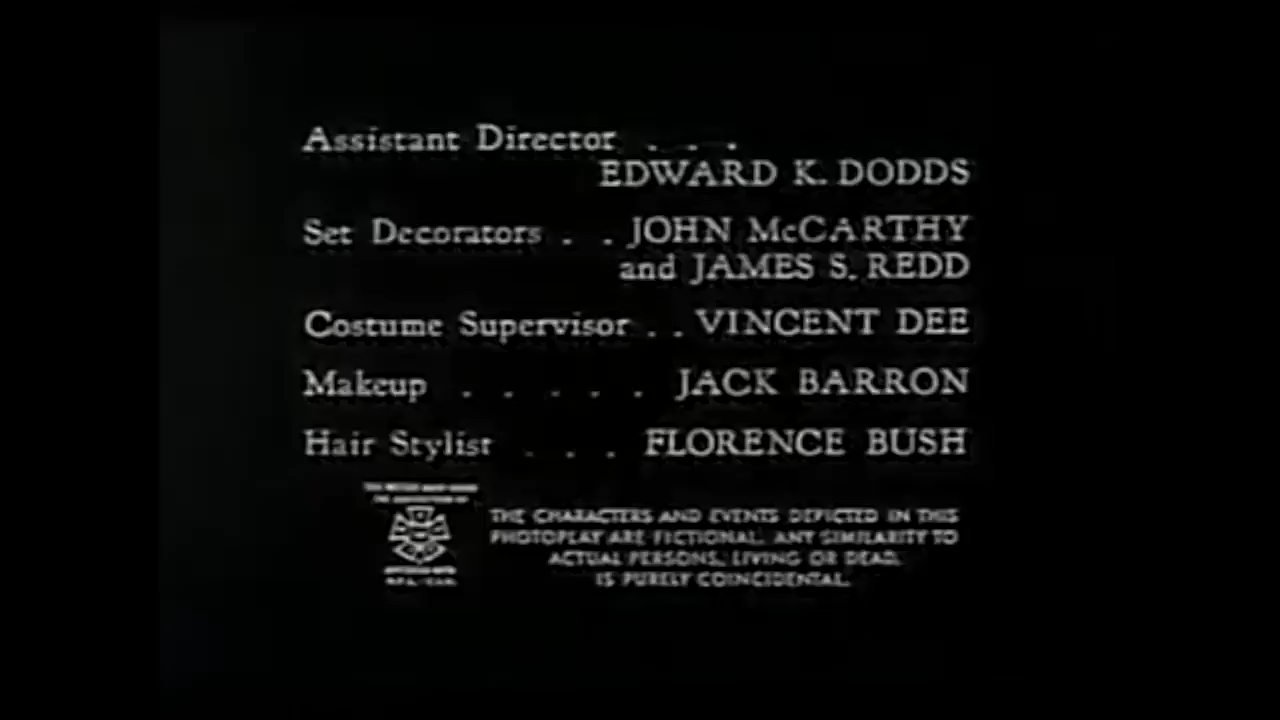 Assistant Director . . .
EDWARD K. DODDS
Set Decorators . . JOHN McCARTHY
and JAMES S. REDD
Costume Supervisor . . VINCENT DEE
Makeup . . . . . JACK BARRON
Hair Stylist . . . FLORENCE BUSH
THE CHARACTERS AND EVENTS DEPICTED IN THIS
PHOTOPLAY ARE FICTIONAL. ANY SIMILARITY TO
ACTUAL PERSONS, LIVING OR DEAD,
IS PURELY COINCIDENTAL.